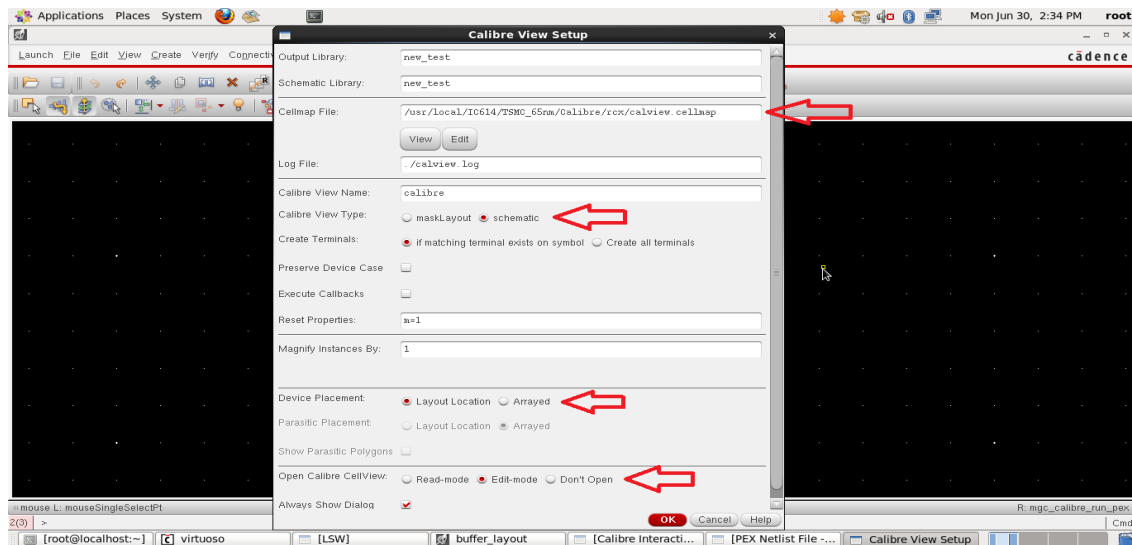 Applications Places System Mon Jun 30, 2:34 PM root
Calibre View Setup
Launch File Edit View Create Verify Connecti
cādence
Output Library: new_test
Schematic Library: new_test
Cellmap File: /usr/local/IC614/TSMC_65nm/Calibre/rcx/calview.cellmap
View Edit
Log File: ./calview.log
Calibre View Name: calibre
Calibre View Type: maskLayout schematic
Create Terminals: if matching terminal exists on symbol Create all terminals
Preserve Device Case
Execute Callbacks
Reset Properties: m=1
Magnify Instances By: 1
Device Placement: Layout Location Arrayed
Parasitic Placement: Layout Location Arrayed
Show Parasitic Polygons
Open Calibre CellView: Read-mode Edit-mode Don't Open
Always Show Dialog
OK Cancel Help
mouse L: mouseSingleSelectPt R: mgc_calibre_run_pex
2(3) > Cmd
[root@localhost:~] virtuoso [LSW] buffer_layout [Calibre Interacti... [PEX Netlist File -... Calibre View Setup